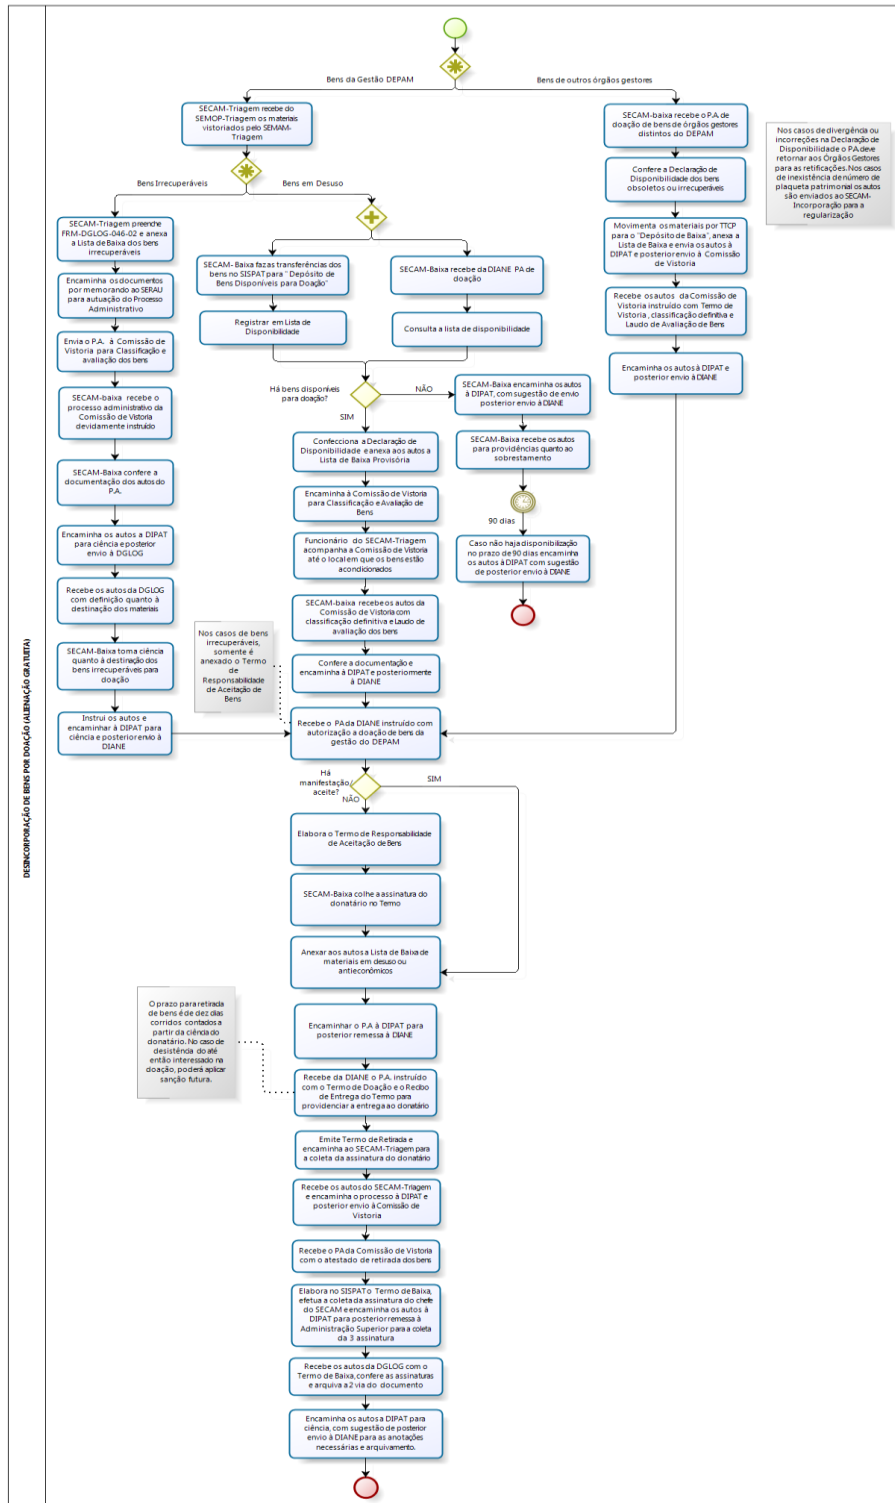 DESINCORPORAÇÃO DE BENS POR DOAÇÃO (ALIENAÇÃO GRATUITA)
Bens da Gestão DEPAM
Bens de outros órgãos gestores
SECAM-Triagem recebe do
SEMOP-Triagem os materiais
vistoriados pelo SEMAM-
Triagem
SECAM-baixa recebe o P.A. de
doação de bens de órgãos gestores
distintos do DEPAM
Nos casos de divergência ou
incorreções na Declaração de
Disponibilidade o P.A. deve
retornar aos Órgãos Gestores
para as retificações. Nos casos
de inexistência de número de
plaqueta patrimonial os autos
são enviados ao SECAM-
Incorporação para a
regularização
Bens Irrecuperáveis
Bens em Desuso
Confere a Declaração de
Disponibilidade dos bens
obsoletos ou irrecuperáveis
Movimenta os materiais por TTCP
para o "Depósito de Baixa", anexa a
Lista de Baixa e envia os autos à
DIPAT e posterior envio à Comissão
de Vistoria
Recebe os autos da Comissão de
Vistoria instruído com Termo de
Vistoria, classificação definitiva e
Laudo de Avaliação de Bens
Encaminha os autos à DIPAT e
posterior envio à DIANE
SECAM-Triagem preenche
FRM-DGLOG-046-02 e anexa
a Lista de Baixa dos bens
irrecuperáveis
Encaminha os documentos
por memorando ao SERAU
para autuação do Processo
Administrativo
Envia o P.A. à Comissão de
Vistoria para Classificação e
avaliação dos bens
SECAM-baixa recebe o
processo administrativo da
Comissão de Vistoria
devidamente instruído
SECAM-Baixa confere a
documentação dos autos do
P.A.
Encaminha os autos a DIPAT
para ciência e posterior
envio à DGLOG
Recebe os autos da DGLOG
com definição quanto à
destinação dos materiais
SECAM-Baixa toma ciência
quanto à destinação dos
bens irrecuperáveis para
doação
Instrui os autos e
encaminhar à DIPAT para
ciência e posterior envio à
DIANE
SECAM-Baixa faz as transferências dos
bens no SISPAT para " Depósito de
Bens Disponíveis para Doação"
Registrar em Lista de
Disponibilidade
SECAM-Baixa recebe da DIANE PA de
doação
Consulta a lista de disponibilidade
Há bens disponíveis
para doação?
NÃO
SIM
SECAM-Baixa encaminha os autos
à DIPAT, com sugestão de envio
posterior envio à DIANE
SECAM-Baixa recebe os autos
para providências quanto ao
sobrestamento
90 dias
Caso não haja disponibilização
no prazo de 90 dias encaminha
os autos à DIPAT com sugestão
de posterior envio à DIANE
Confecciona a Declaração de
Disponibilidade e anexa aos autos a
Lista de Baixa Provisória
Encaminha à Comissão de Vistoria
para Classificação e Avaliação de
Bens
Funcionário do SECAM-Triagem
acompanha a Comissão de Vistoria
até o local em que os bens estão
acondicionados
SECAM-baixa recebe os autos da
Comissão de Vistoria com
classificação definitiva e Laudo de
avaliação dos bens
Confere a documentação e
encaminha à DIPAT e posteriormente
à DIANE
Nos casos de bens
irrecuperáveis,
somente é
anexado o Termo
de
Responsabilidade
de Aceitação de
Bens
Recebe o PA da DIANE instruído com
autorização a doação de bens da
gestão do DEPAM
Há
manifestação/
aceite?
SIM
NÃO
Elabora o Termo de Responsabilidade
de Aceitação de Bens
SECAM-Baixa colhe a assinatura do
donatário no Termo
Anexar aos autos a Lista de Baixa de
materiais em desuso ou
antieconômicos
Encaminhar o P.A à DIPAT para
posterior remessa à DIANE
O prazo para retirada
de bens é de dez dias
corridos contados a
partir da ciência do
donatário. No caso de
desistência do até
então interessado na
doação, poderá aplicar
sanção futura.
Recebe da DIANE o P.A. instruído
com o Termo de Doação e o Recibo
de Entrega do Termo para
providenciar a entrega ao donatário
Emite Termo de Retirada e
encaminha ao SECAM-Triagem para
a coleta da assinatura do donatário
Recebe os autos do SECAM-Triagem
e encaminha o processo à DIPAT e
posterior envio à Comissão de
Vistoria
Recebe o PA da Comissão de Vistoria
com o atestado de retirada dos bens
Elabora no SISPAT o Termo de Baixa,
efetua a coleta da assinatura do chefe
do SECAM e encaminha os autos à
DIPAT para posterior remessa à
Administração Superior para a coleta
da 3 assinatura
Recebe os autos da DGLOG com o
Termo de Baixa, confere as assinaturas
e arquiva a 2 via do documento
Encaminha os autos a DIPAT para
ciência, com sugestão de posterior
envio à DIANE para as anotações
necessárias e arquivamento.